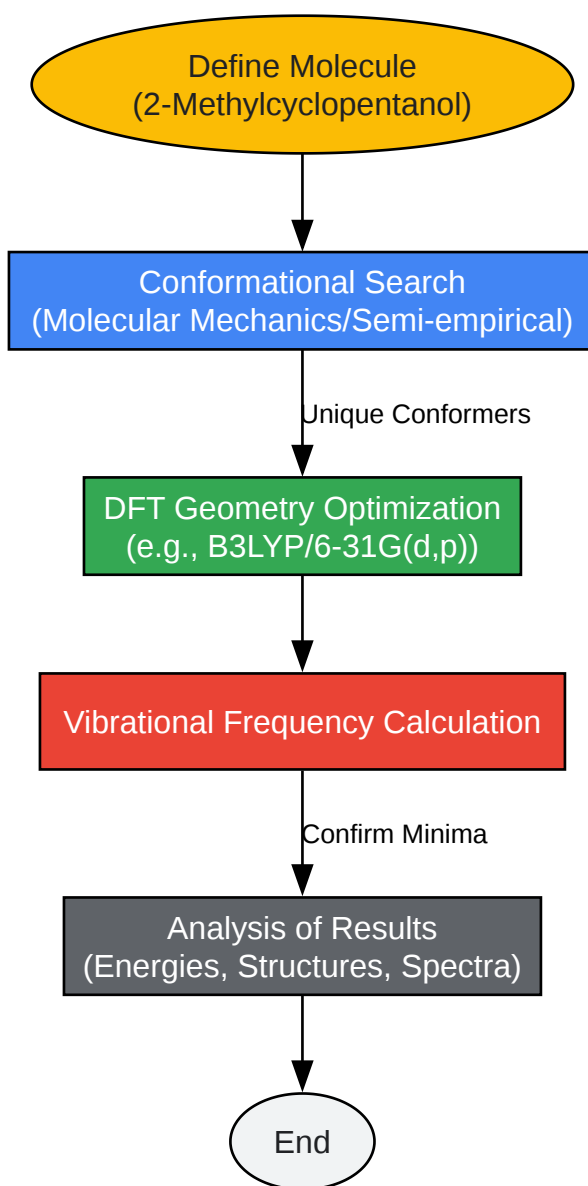 Define Molecule
(2-Methylcyclopentanol)
Conformational Search
(Molecular Mechanics/Semi-empirical)
Unique Conformers
DFT Geometry Optimization
(e.g., B3LYP/6-31G(d,p))
Vibrational Frequency Calculation
Confirm Minima
Analysis of Results
(Energies, Structures, Spectra)
End